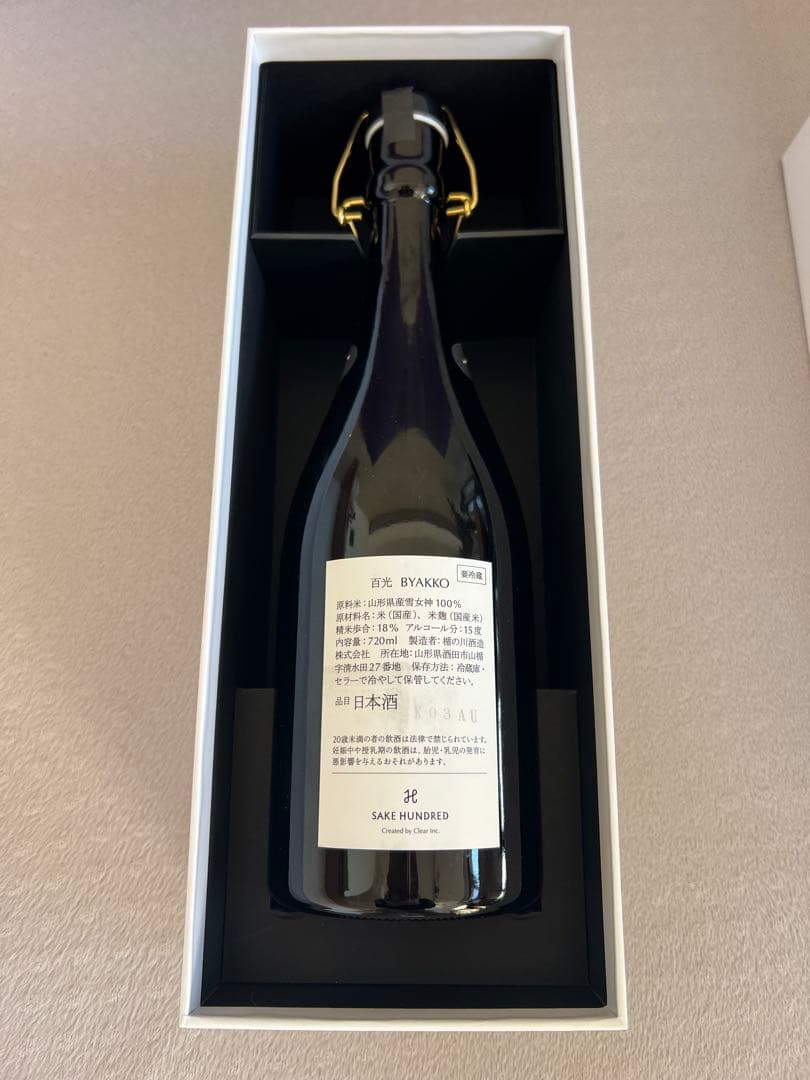 百光 BYAKKO 要冷蔵
原料米：山形県産雪女神100%
原材料名：米（国産）、米麹（国産米）
精米歩合：18% アルコール分：15度
内容量：720ml 製造者：楯の川酒造
株式会社 所在地：山形県酒田市山楯
字清水田27番地 保存方法：冷蔵庫・
セラーで冷やして保管してください。
品目 日本酒
K03AU
20歳未満の者の飲酒は法律で禁じられています。
妊娠中や授乳期の飲酒は、胎児・乳児の発育に
悪影響を与えるおそれがあります。
SAKE HUNDRED
Created by Clear Inc.